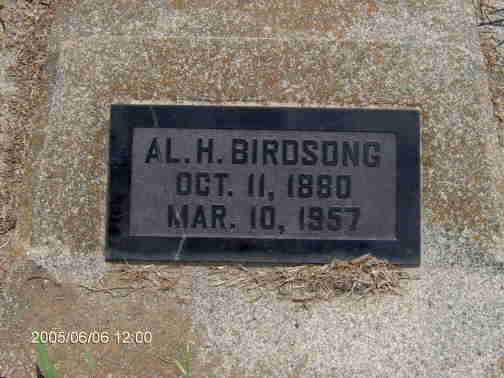 AL. H. BIRDSONG
OCT. 11, 1880
MAR. 10, 1957
2005/06/06 12:00